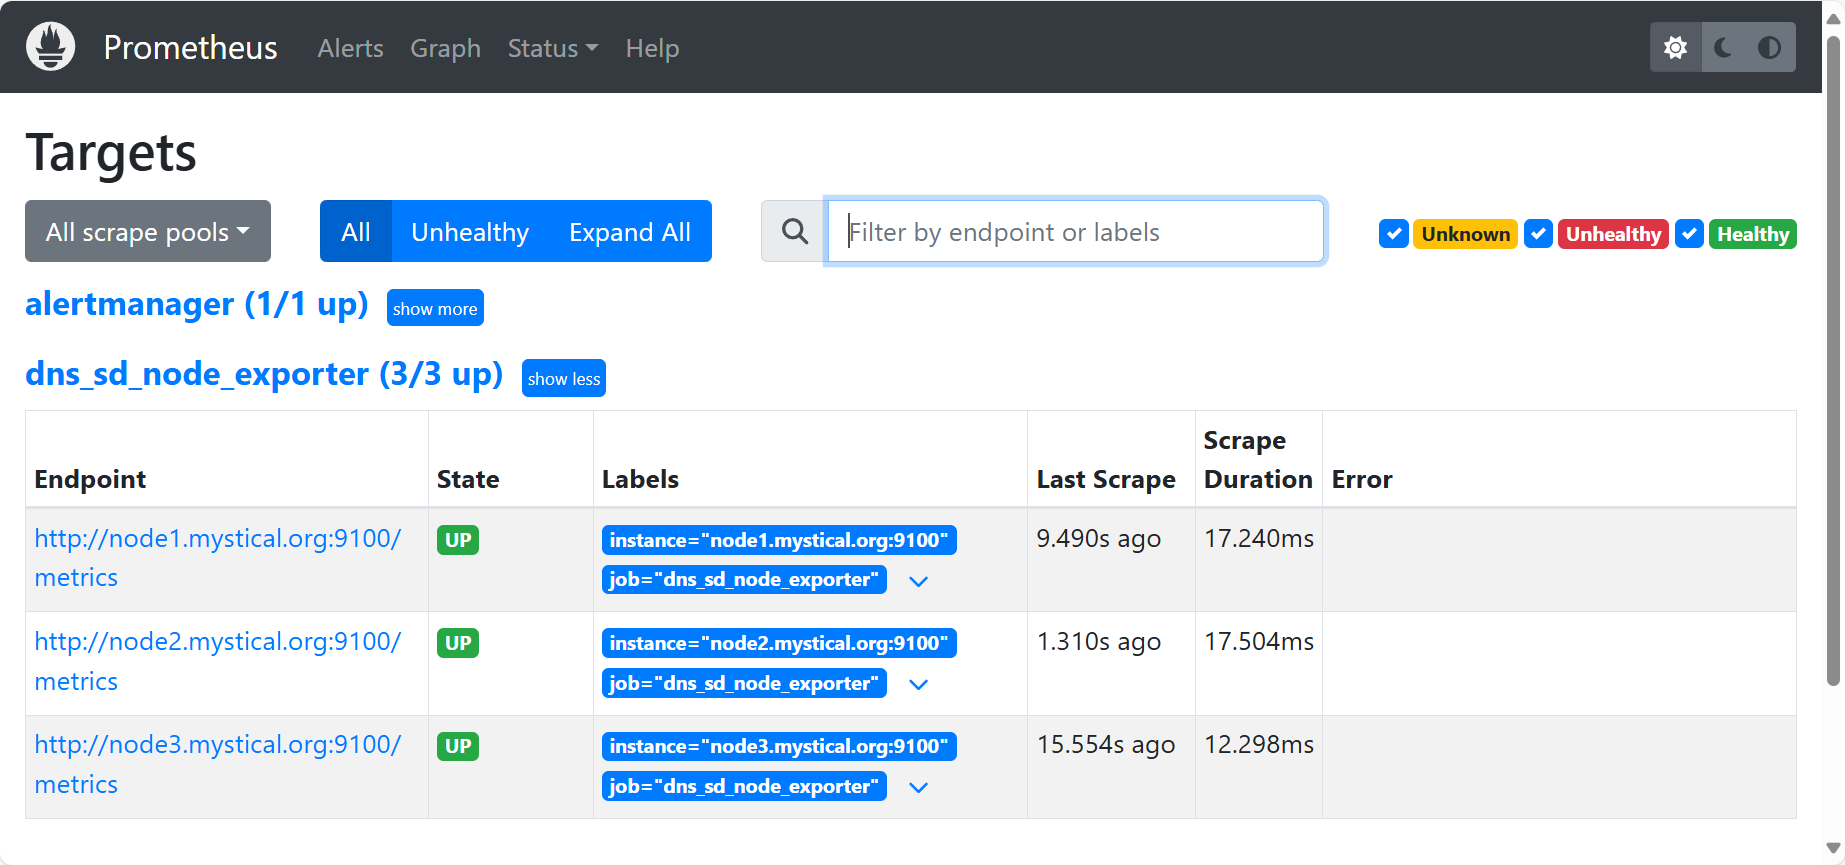 Prometheus Alerts Graph Status Help
Targets
All scrape pools All Unhealthy Expand All Filter by endpoint or labels Unknown Unhealthy Healthy
alertmanager (1/1 up) show more
dns_sd_node_exporter (3/3 up) show less
Endpoint State Labels Last Scrape Scrape Duration Error
http://node1.mystical.org:9100/ UP instance="node1.mystical.org:9100" 9.490s ago 17.240ms
metrics job="dns_sd_node_exporter"
http://node2.mystical.org:9100/ UP instance="node2.mystical.org:9100" 1.310s ago 17.504ms
metrics job="dns_sd_node_exporter"
http://node3.mystical.org:9100/ UP instance="node3.mystical.org:9100" 15.554s ago 12.298ms
metrics job="dns_sd_node_exporter"